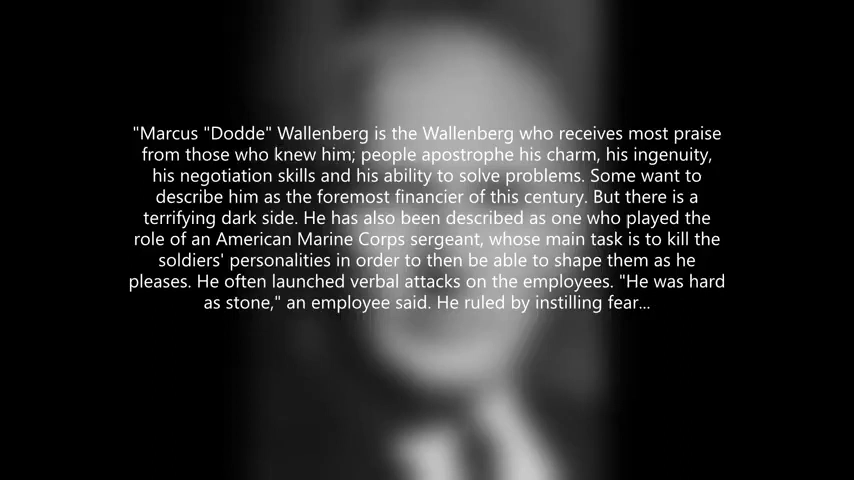 "Marcus "Dodde" Wallenberg is the Wallenberg who receives most praise
from those who knew him; people apostrophe his charm, his ingenuity,
his negotiation skills and his ability to solve problems. Some want to
describe him as the foremost financier of this century. But there is a
terrifying dark side. He has also been described as one who played the
role of an American Marine Corps sergeant, whose main task is to kill the
soldiers' personalities in order to then be able to shape them as he
pleases. He often launched verbal attacks on the employees. "He was hard
as stone," an employee said. He ruled by instilling fear...